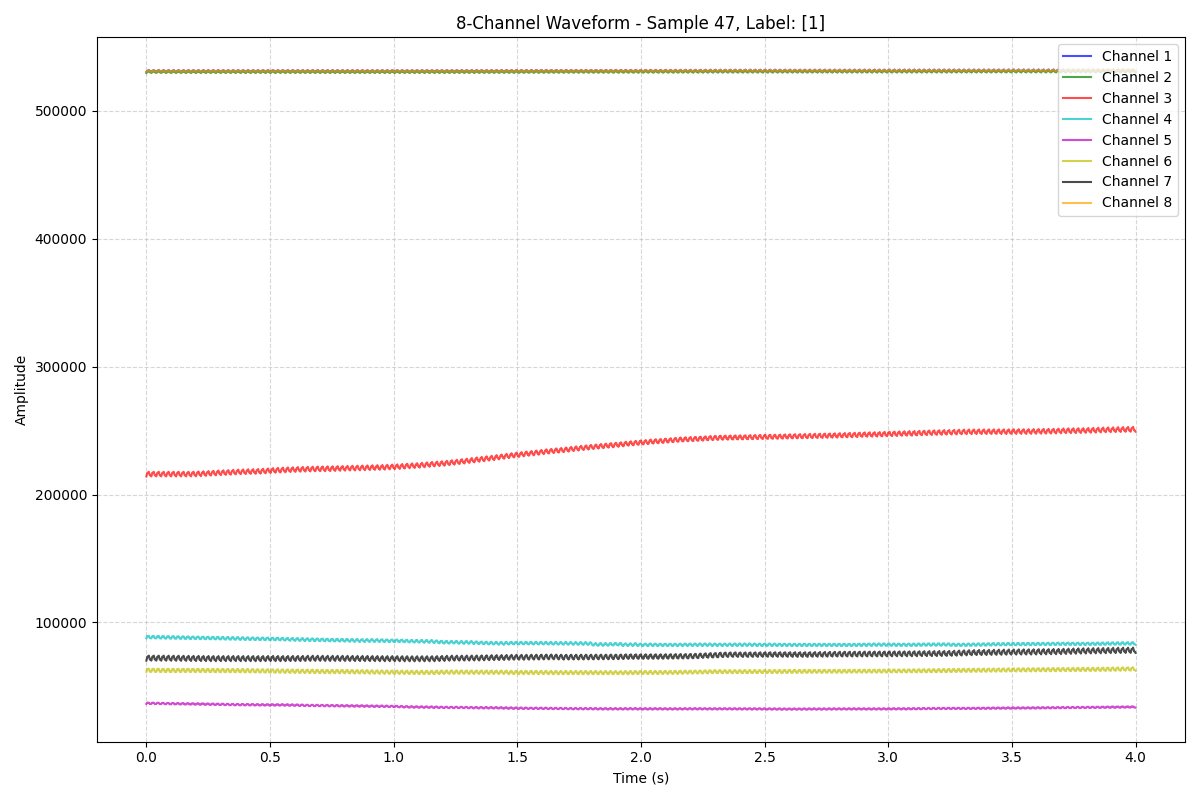 8-Channel Waveform - Sample 47, Label: [1]
Channel 1
Channel 2
Channel 3
Channel 4
Channel 5
Channel 6
Channel 7
Channel 8
500000
400000
300000
200000
100000
Amplitude
0.0 0.5 1.0 1.5 2.0 2.5 3.0 3.5 4.0
Time (s)